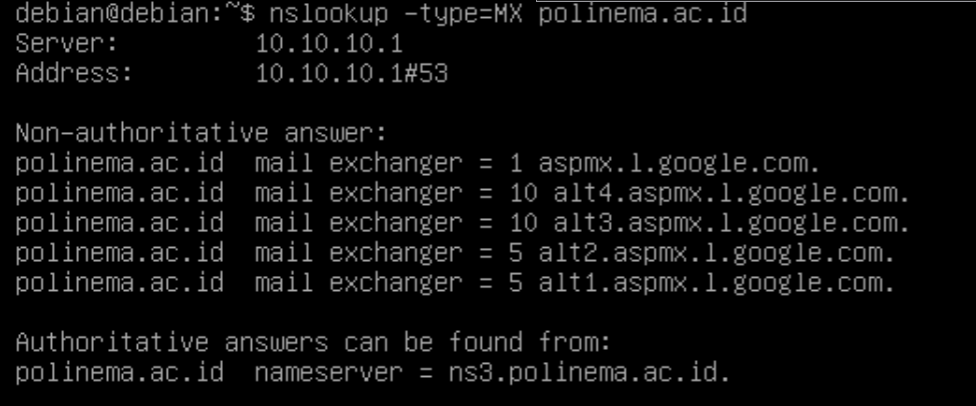 debian@debian:~$ nslookup -type=MX polinema.ac.id
Server:         10.10.10.1
Address:        10.10.10.1#53
Non-authoritative answer:
polinema.ac.id  mail exchanger = 1 aspmx.l.google.com.
polinema.ac.id  mail exchanger = 10 alt4.aspmx.l.google.com.
polinema.ac.id  mail exchanger = 10 alt3.aspmx.l.google.com.
polinema.ac.id  mail exchanger = 5 alt2.aspmx.l.google.com.
polinema.ac.id  mail exchanger = 5 alt1.aspmx.l.google.com.
Authoritative answers can be found from:
polinema.ac.id  nameserver = ns3.polinema.ac.id.